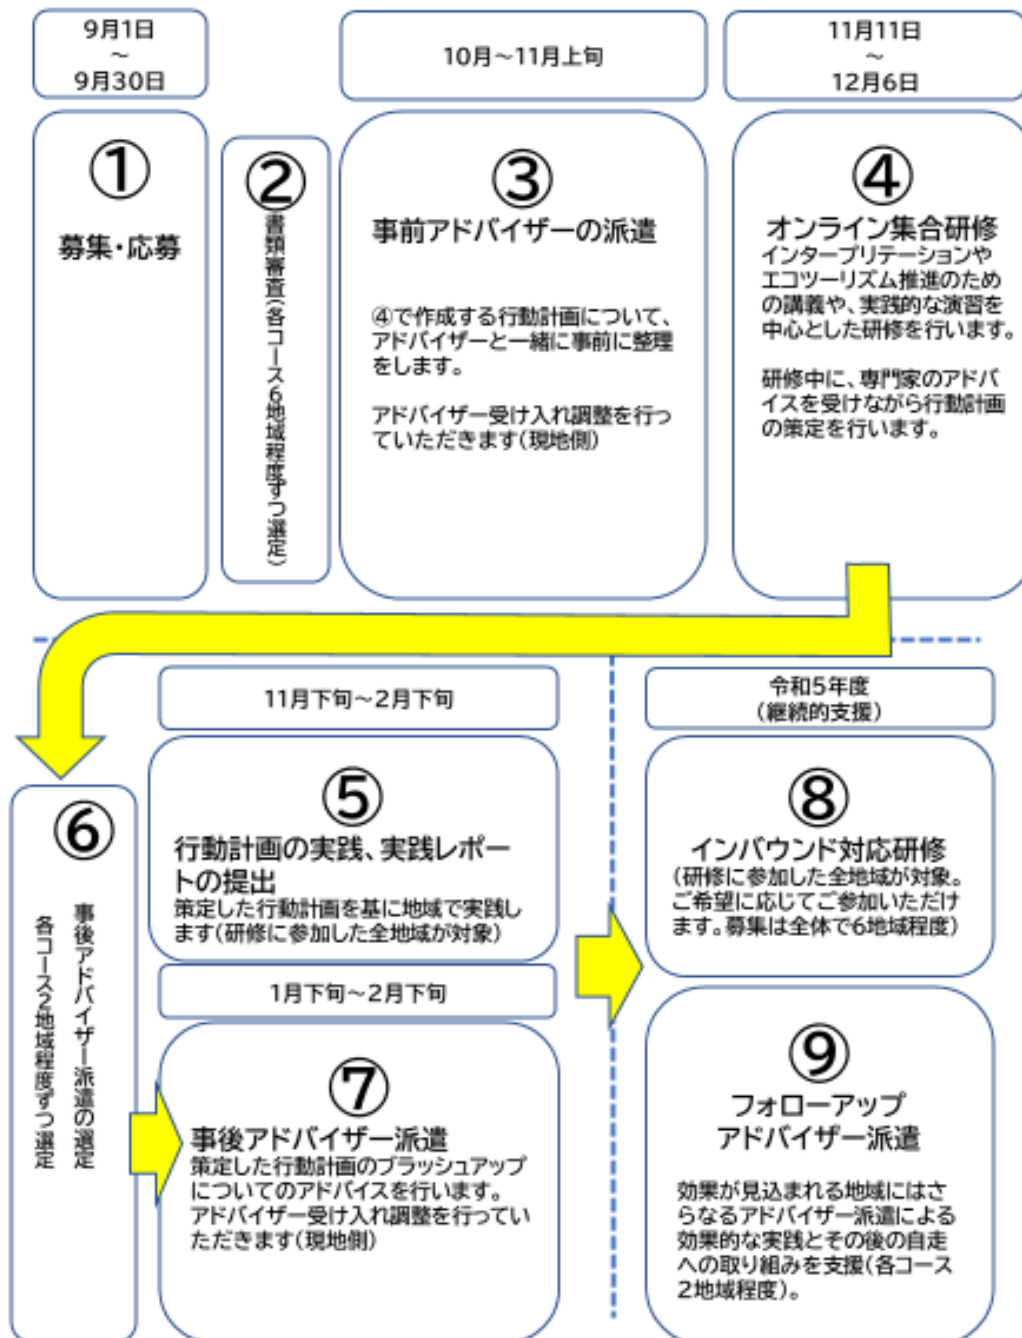 9月1日
～
9月30日
10月～11月上旬
11月11日
～
12月6日
①
募集・応募
②
書類審査(各コース6地域程度ずつ選定)
③
事前アドバイザーの派遣
④で作成する行動計画について、
アドバイザーと一緒に事前に整理
をします。
アドバイザー受け入れ調整を行っ
ていただきます(現地側)
④
オンライン集合研修
インタープリテーションや
エコツーリズム推進のため
の講義や、実践的な演習を
中心とした研修を行います。
研修中に、専門家のアドバ
イスを受けながら行動計画
の策定を行います。
11月下旬～2月下旬
⑤
行動計画の実践、実践レポー
トの提出
策定した行動計画を基に地域で実践し
ます(研修に参加した全地域が対象)
⑥
事後アドバイザー派遣の選定
各コース2地域程度ずつ選定
1月下旬～2月下旬
⑦
事後アドバイザー派遣
策定した行動計画のブラッシュアップ
についてのアドバイスを行います。
アドバイザー受け入れ調整を行ってい
ただきます(現地側)
令和5年度
(継続的支援)
⑧
インバウンド対応研修
(研修に参加した全地域が対象。
ご希望に応じてご参加いただけ
ます。募集は全体で6地域程度)
⑨
フォローアップ
アドバイザー派遣
効果が見込まれる地域にはさ
らなるアドバイザー派遣による
効果的な実践とその後の自走
への取り組みを支援(各コース
2地域程度)。